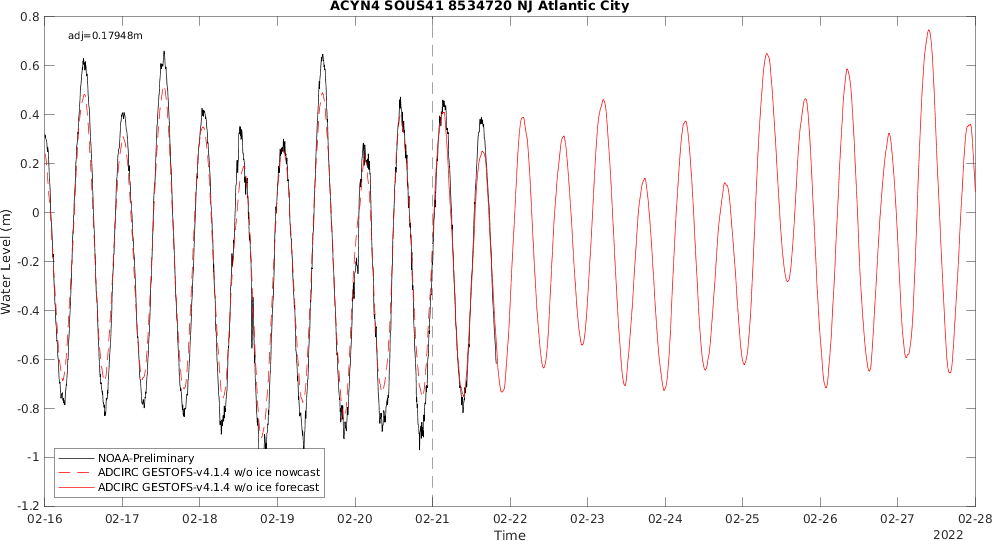 ACYN4 SOUS41 8534720 NJ Atlantic City
adj=0.17948m
0.8
0.6
0.4
0.2
0
-0.2
-0.4
-0.6
-0.8
-1
-1.2
Water Level (m)
NOAA-Preliminary
ADCIRC GESTOFS-v4.1.4 w/o ice nowcast
ADCIRC GESTOFS-v4.1.4 w/o ice forecast
02-16 02-17 02-18 02-19 02-20 02-21 02-22 02-23 02-24 02-25 02-26 02-27 02-28
Time
2022